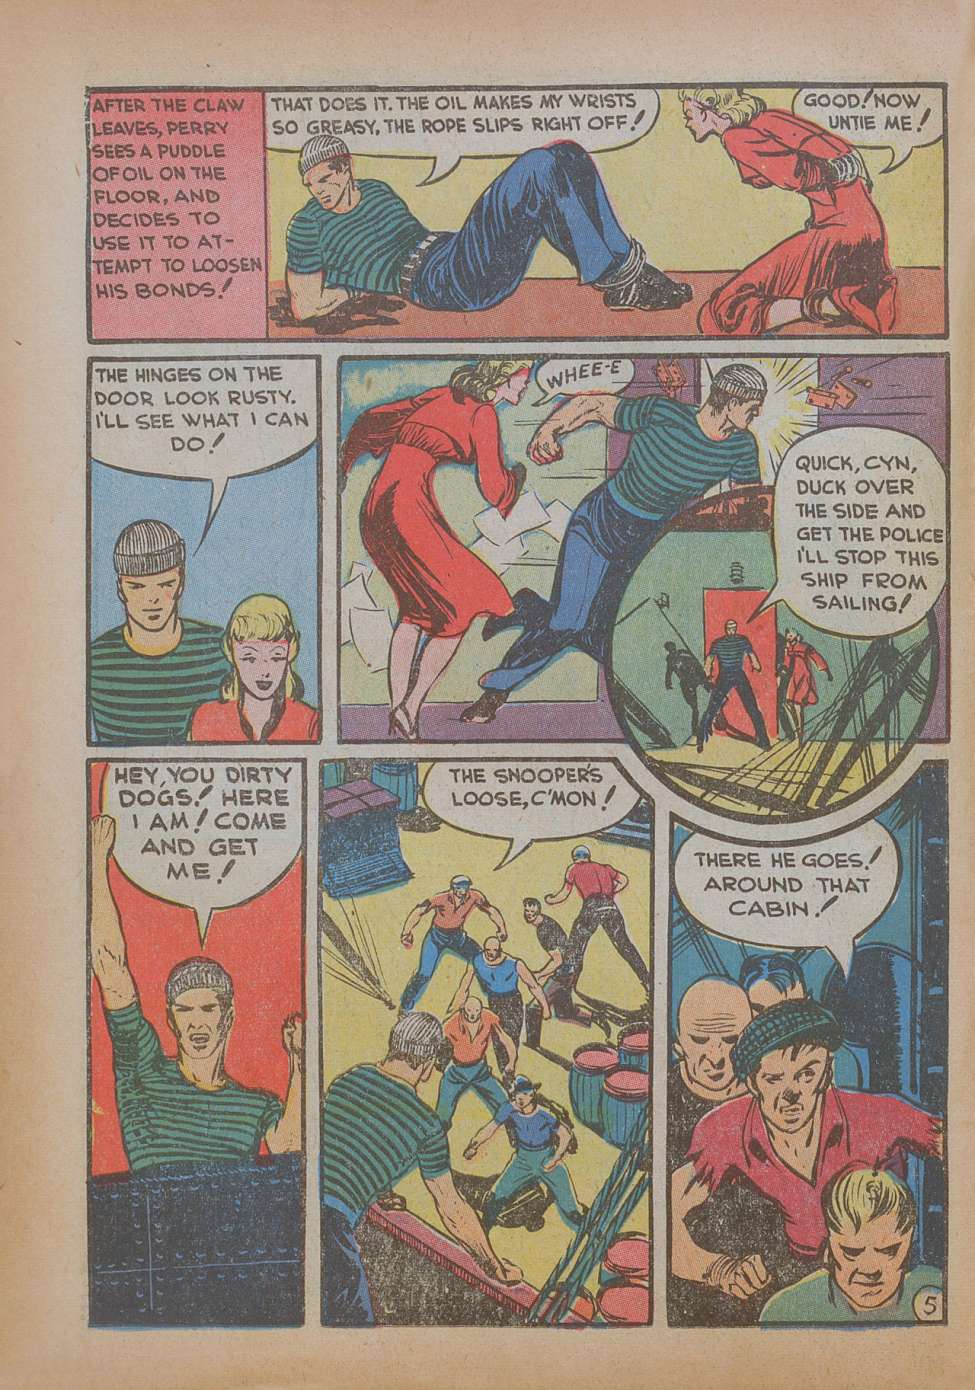 AFTER THE CLAW
LEAVES, PERRY
SEES A PUDDLE
OF OIL ON THE
FLOOR, AND
DECIDES TO
USE IT TO AT-
TEMPT TO LOOSEN
HIS BONDS!
THAT DOES IT. THE OIL MAKES MY WRISTS
SO GREASY, THE ROPE SLIPS RIGHT OFF!
GOOD! NOW
UNTIE ME!
THE HINGES ON THE
DOOR LOOK RUSTY.
I'LL SEE WHAT I CAN
DO!
WHEE-E
QUICK, CYN,
DUCK OVER
THE SIDE AND
GET THE POLICE
I'LL STOP THIS
SHIP FROM
SAILING!
HEY, YOU DIRTY
DOGS! HERE
I AM! COME
AND GET
ME!
THE SNOOPER'S
LOOSE, C'MON!
THERE HE GOES!
AROUND THAT
CABIN!
5